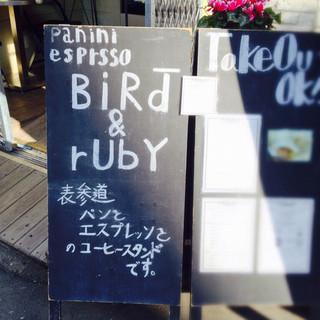 panini
esprsso
BiRd
&
rUbY
表参道
パンと
エスプレッソと
のコーヒースタンド
です。
TakeOu
ok!